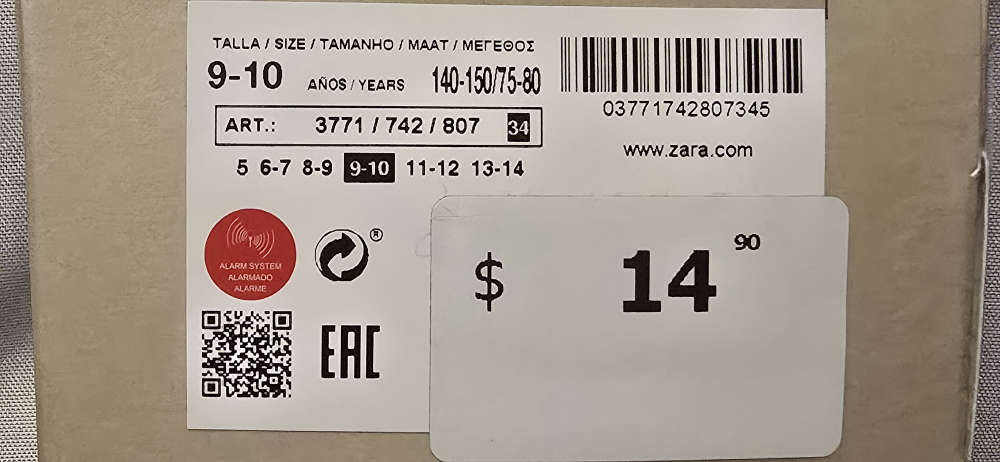 TALLA / SIZE / TAMANHO / MAAT / ΜΕΓΕΘΟΣ
9-10 AÑOS / YEARS 140-150/75-80
03771742807345
ART.: 3771 / 742 / 807 34
www.zara.com
5 6-7 8-9 9-10 11-12 13-14
ALARM SYSTEM
ALARMADO
ALARME
®
EAC
$ 14 90